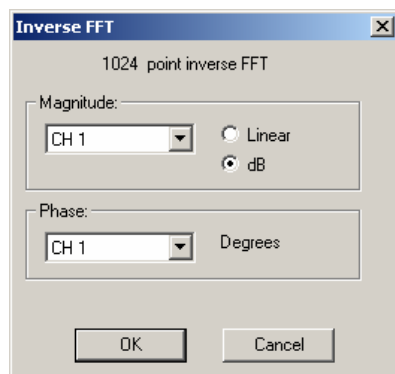 Inverse FFT
1024 point inverse FFT
Magnitude:
CH 1
Linear
dB
Phase:
CH 1
Degrees
OK
Cancel